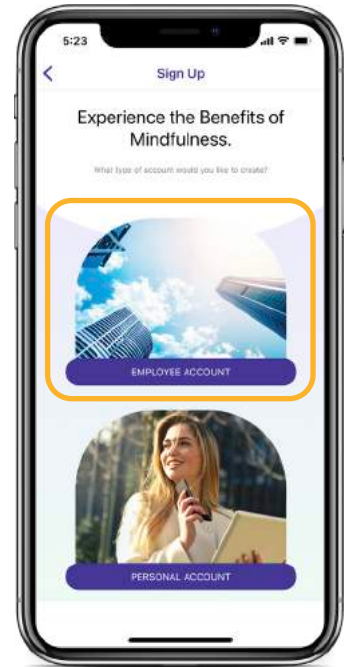 5:23
Sign Up
Experience the Benefits of
Mindfulness.
What type of account would you like to create?
EMPLOYEE ACCOUNT
PERSONAL ACCOUNT